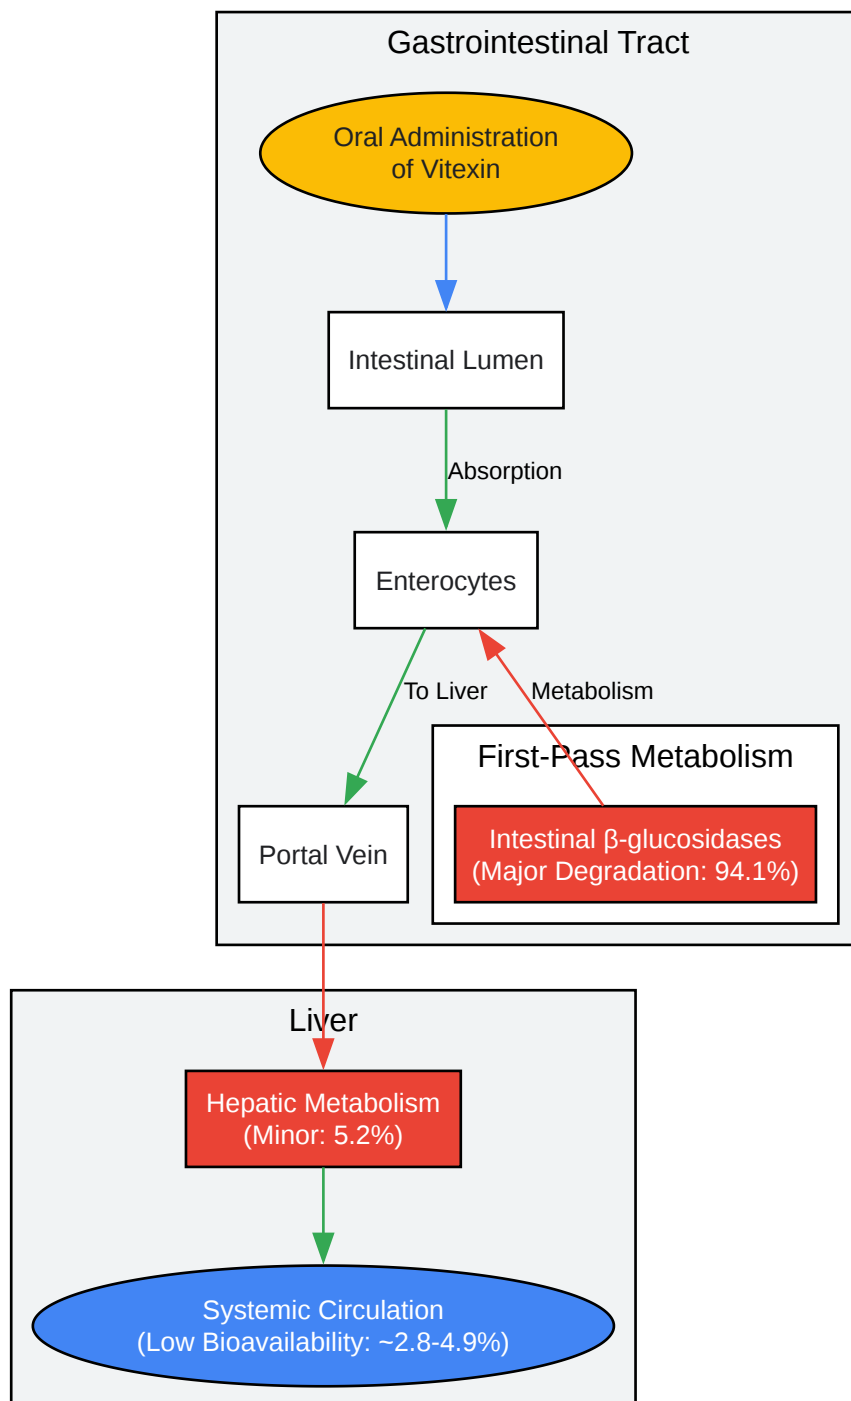 Gastrointestinal Tract
Oral Administration
of Vitexin
Intestinal Lumen
Absorption
Enterocytes
To Liver
Metabolism
First-Pass Metabolism
Intestinal β-glucosidases
(Major Degradation: 94.1%)
Portal Vein
Liver
Hepatic Metabolism
(Minor: 5.2%)
Systemic Circulation
(Low Bioavailability: ~2.8-4.9%)